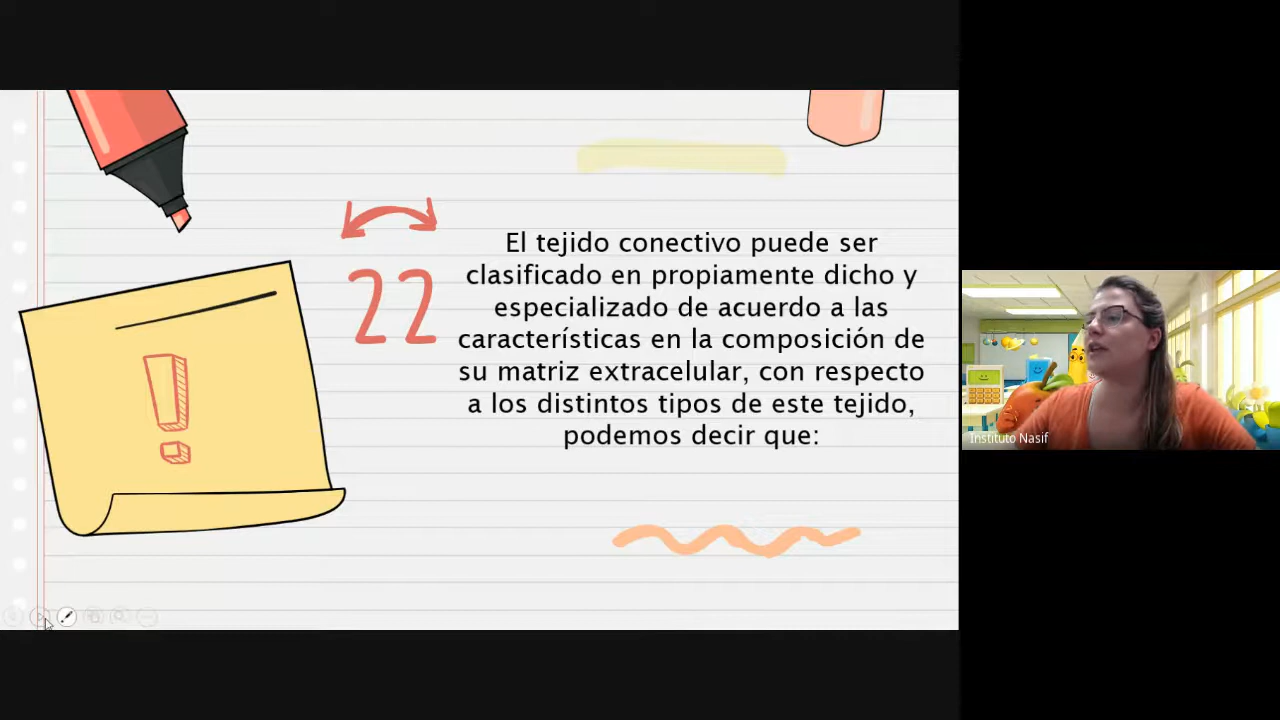 22
El tejido conectivo puede ser
clasificado en propiamente dicho y
especializado de acuerdo a las
características en la composición de
su matriz extracelular, con respecto
a los distintos tipos de este tejido,
podemos decir que:
Instituto Nasif